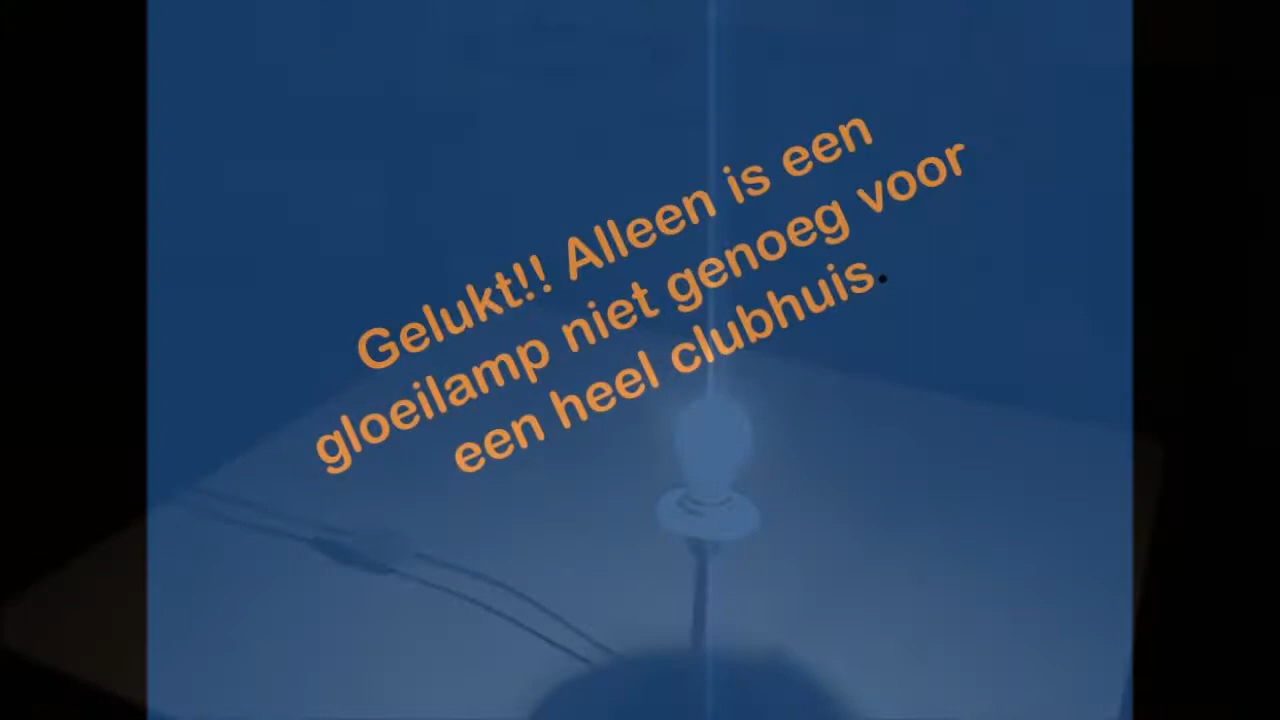 Gelukt!! Alleen is een
gloeilamp niet genoeg voor
een heel clubhuis.